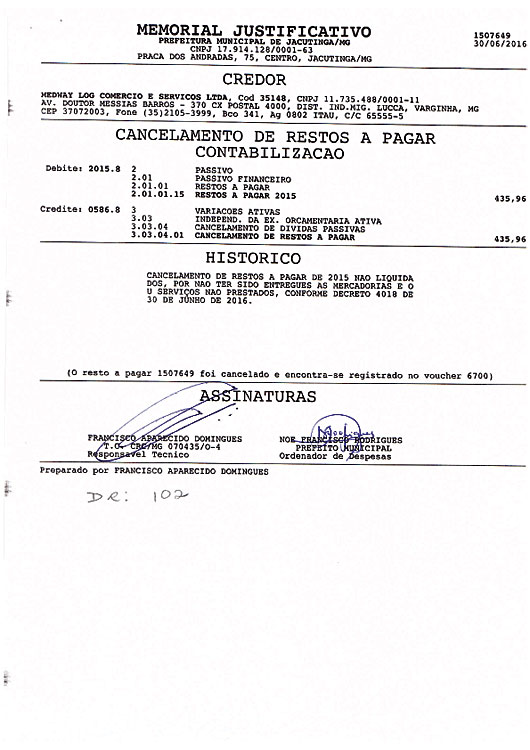 MEMORIAL JUSTIFICATIVO
1507649
PREFEITURA MUNICIPAL DE JACUTINGA/MG
30/06/2016
CNPJ 17.914.128/0001-63
PRACA DOS ANDRADAS, 75, CENTRO, JACUTINGA/MG
CREDOR
MEDWAY LOG COMERCIO E SERVICOS LTDA, Cod 35148, CNPJ 11.735.488/0001-11
AV. DOUTOR MESSIAS BARROS - 370 CX POSTAL 4000, DIST. IND.MIG. LUCCA, VARGINHA, MG
CEP 37072003, Fone (35)2105-3999, Bco 341, Ag 0802 ITAU, C/C 65555-5
CANCELAMENTO DE RESTOS A PAGAR
CONTABILIZACAO
Debite: 2015.8 2 PASSIVO
2.01 PASSIVO FINANCEIRO
2.01.01 RESTOS A PAGAR
2.01.01.15 RESTOS A PAGAR 2015 435,96
Credite: 0586.8 3 VARIACOES ATIVAS
3.03 INDEPEND. DA EX. ORCAMENTARIA ATIVA
3.03.04 CANCELAMENTO DE DIVIDAS PASSIVAS
3.03.04.01 CANCELAMENTO DE RESTOS A PAGAR 435,96
HISTORICO
CANCELAMENTO DE RESTOS A PAGAR DE 2015 NAO LIQUIDA
DOS, POR NAO TER SIDO ENTREGUES AS MERCADORIAS E O
U SERVIÇOS NAO PRESTADOS, CONFORME DECRETO 4018 DE
30 DE JUNHO DE 2016.
(O resto a pagar 1507649 foi cancelado e encontra-se registrado no voucher 6700)
ASSINATURAS
FRANCISCO APARECIDO DOMINGUES
T.C. CRC/MG 070435/O-4
Responsavel Tecnico
NOE FRANCISCO RODRIGUES
PREFEITO MUNICIPAL
Ordenador de Despesas
Preparado por FRANCISCO APARECIDO DOMINGUES
DR: 102